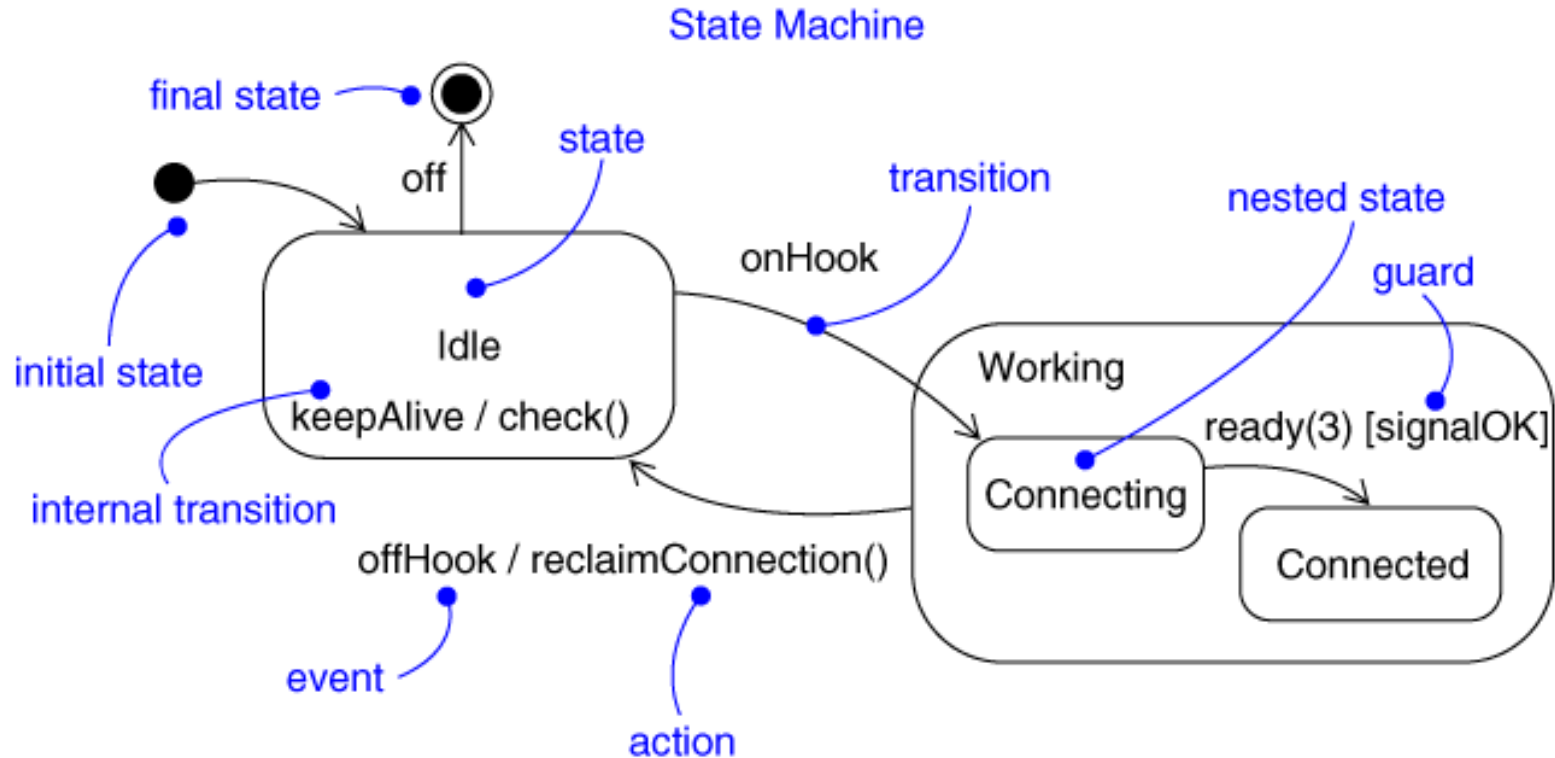 State Machine
final state
state
off
transition
nested state
onHook
guard
initial state
Idle
Working
keepAlive / check()
ready(3) [signalOK]
internal transition
Connecting
offHook / reclaimConnection()
Connected
event
action